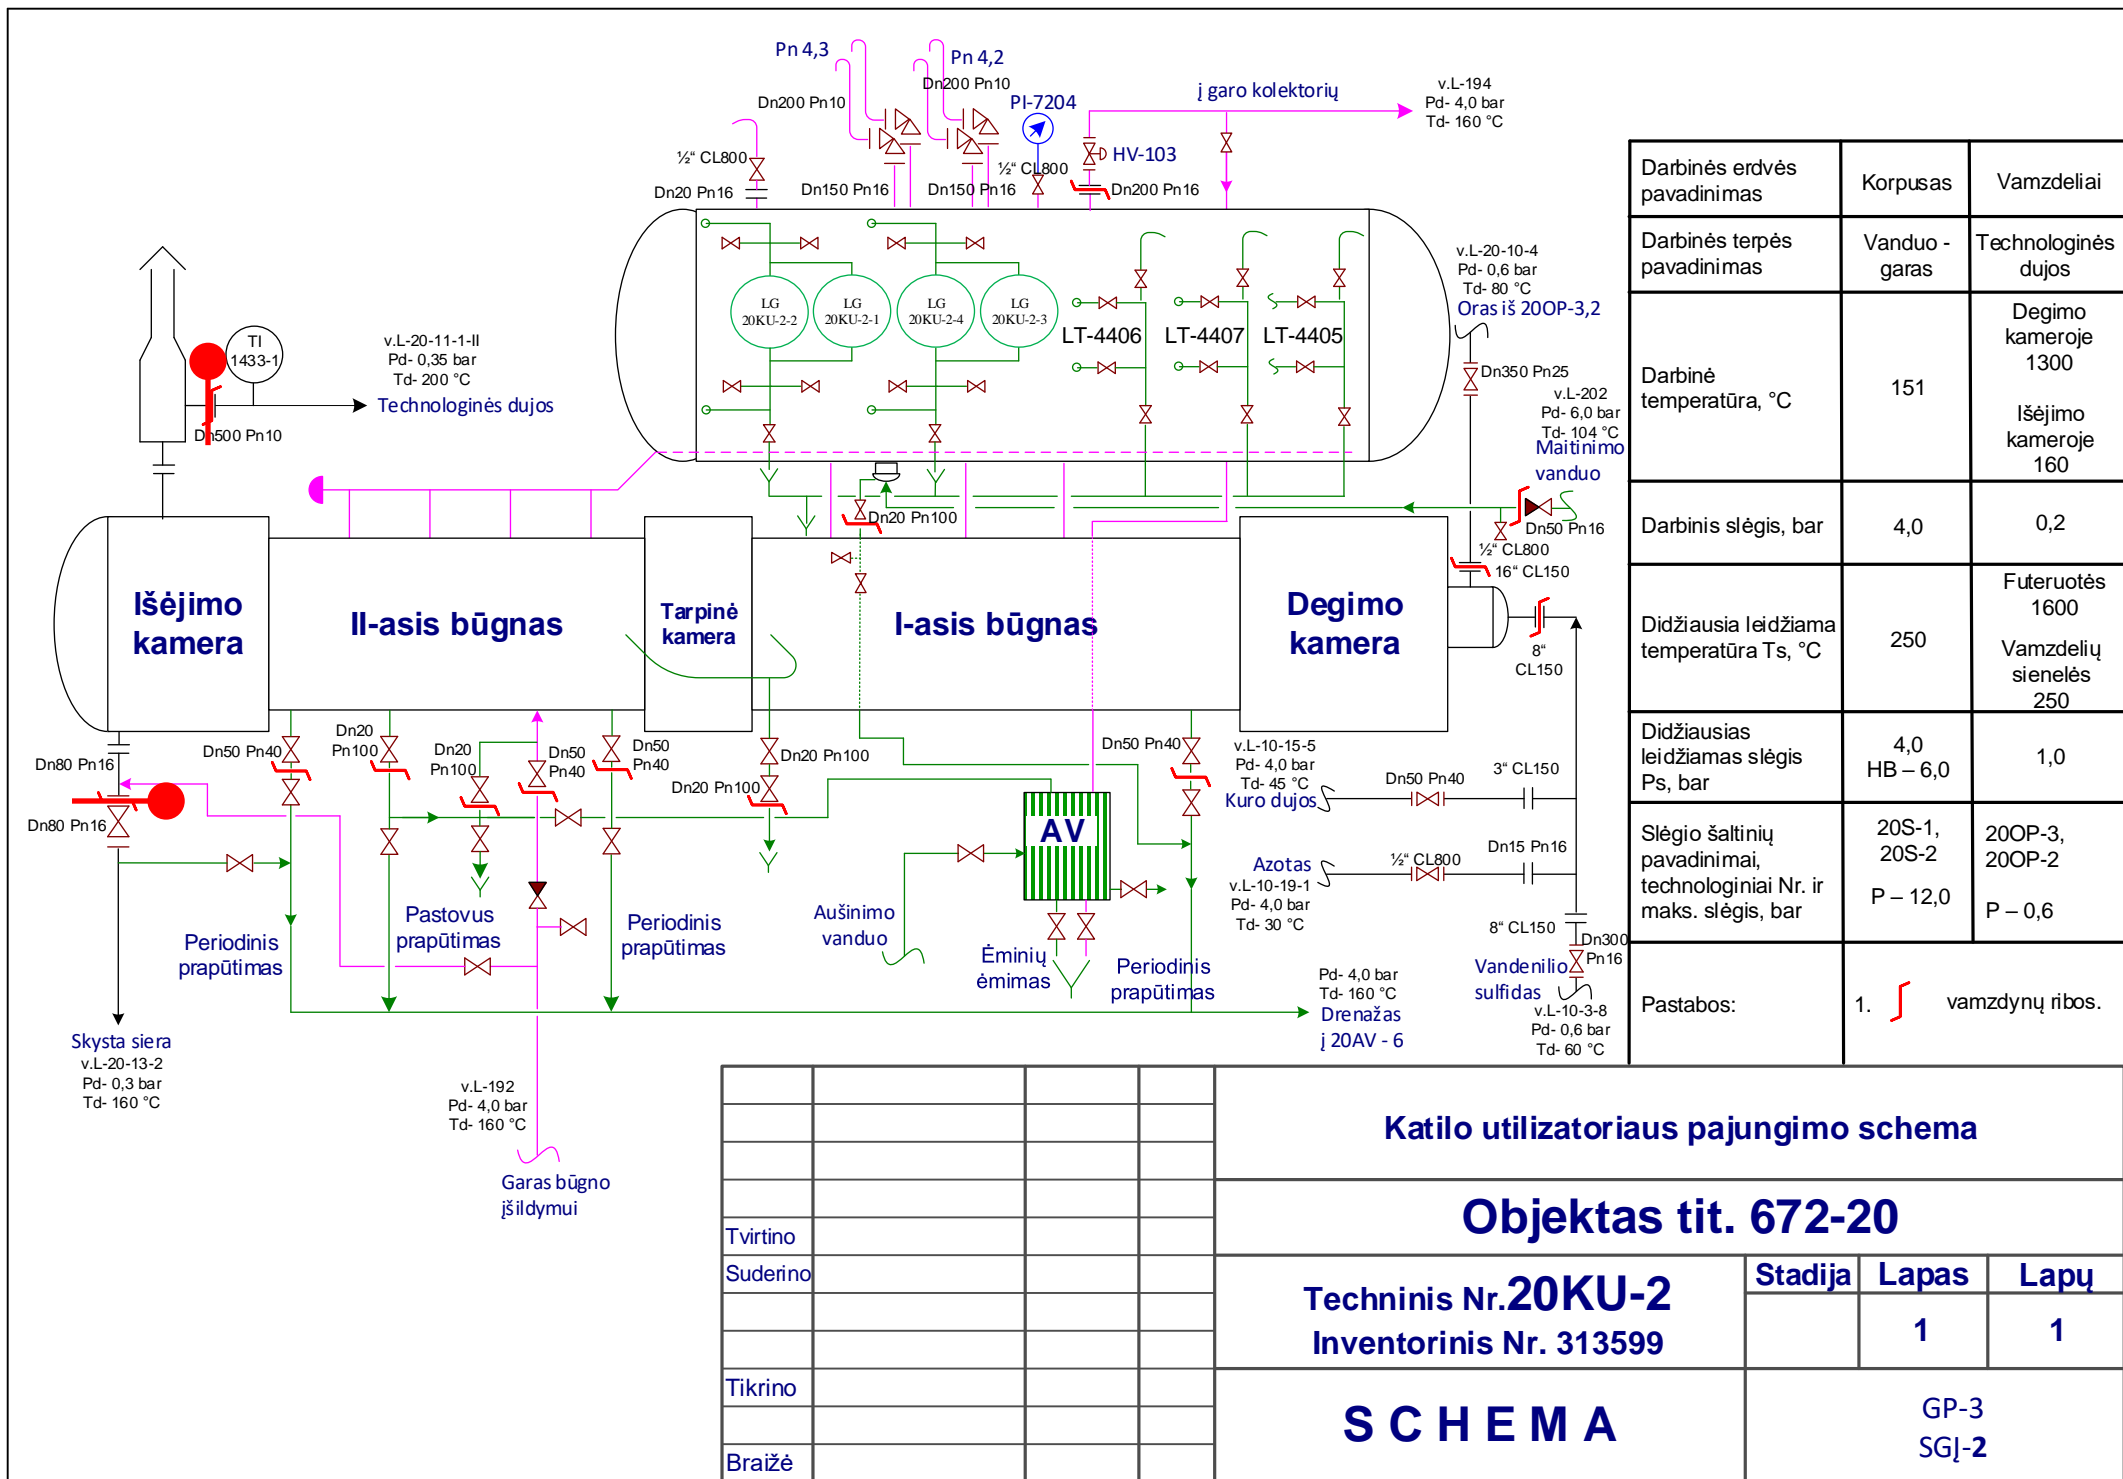 Pn 4,3
Pn 4,2
Dn200 Pn10
Dn200 Pn10
PI-7204
į garo kolektorių
v.L-194
Pd- 4,0 bar
Td- 160 °C
½“ CL800
½“ CL800
HV-103
Dn20 Pn16
Dn150 Pn16
Dn150 Pn16
Dn200 Pn16
LG
20KU-2-2
LG
20KU-2-1
LG
20KU-2-4
LG
20KU-2-3
LT-4406
LT-4407
LT-4405
v.L-20-10-4
Pd- 0,6 bar
Td- 80 °C
Oras iš 20OP-3,2
Dn350 Pn25
v.L-202
Pd- 6,0 bar
Td- 104 °C
Maitinimo
vanduo
TI
1433-1
v.L-20-11-1-II
Pd- 0,35 bar
Td- 200 °C
Technologinės dujos
Dn500 Pn10
Dn20 Pn100
Dn50 Pn16
½“ CL800
16“ CL150
Išėjimo
kamera
II-asis būgnas
Tarpinė
kamera
I-asis būgnas
Degimo
kamera
8“
CL150
Dn80 Pn16
Dn50 Pn40
Dn20
Pn100
Dn20
Pn100
Dn50
Pn40
Dn50
Pn40
Dn20 Pn100
Dn20 Pn100
Dn50 Pn40
v.L-10-15-5
Pd- 4,0 bar
Td- 45 °C
Kuro dujos
Dn50 Pn40
3“ CL150
Dn80 Pn16
AV
Azotas
v.L-10-19-1
Pd- 4,0 bar
Td- 30 °C
½“ CL800
Dn15 Pn16
8“ CL150
Dn300
Pn16
Vandenilio
sulfidas
v.L-10-3-8
Pd- 0,6 bar
Td- 60 °C
Periodinis
prapūtimas
Pastovus
prapūtimas
Periodinis
prapūtimas
Aušinimo
vanduo
Ėminių
ėmimas
Periodinis
prapūtimas
Pd- 4,0 bar
Td- 160 °C
Drenažas
į 20AV - 6
Skysta siera
v.L-20-13-2
Pd- 0,3 bar
Td- 160 °C
v.L-192
Pd- 4,0 bar
Td- 160 °C
Garas būgno
įšildymui
Darbinės erdvės
pavadinimas
Korpusas
Vamzdeliai
Darbinės terpės
pavadinimas
Vanduo -
garas
Technologinės
dujos
Darbinė
temperatūra, °C
151
Degimo
kameroje
1300
Išėjimo
kameroje
160
Darbinis slėgis, bar
4,0
0,2
Didžiausia leidžiama
temperatūra Ts, °C
250
Futeruotės
1600
Vamzdelių
sienelės
250
Didžiausias
leidžiamas slėgis
Ps, bar
4,0
HB – 6,0
1,0
Slėgio šaltinių
pavadinimai,
technologiniai Nr. ir
maks. slėgis, bar
20S-1,
20S-2
P – 12,0
20OP-3,
20OP-2
P – 0,6
Pastabos:
1. vamzdynų ribos.
Katilo utilizatoriaus pajungimo schema
Objektas tit. 672-20
Tvirtino
Suderino
Techninis Nr.20KU-2
Inventorinis Nr. 313599
Stadija
Lapas
Lapų
1
1
Tikrino
Braižė
S C H E M A
GP-3
SGĮ-2